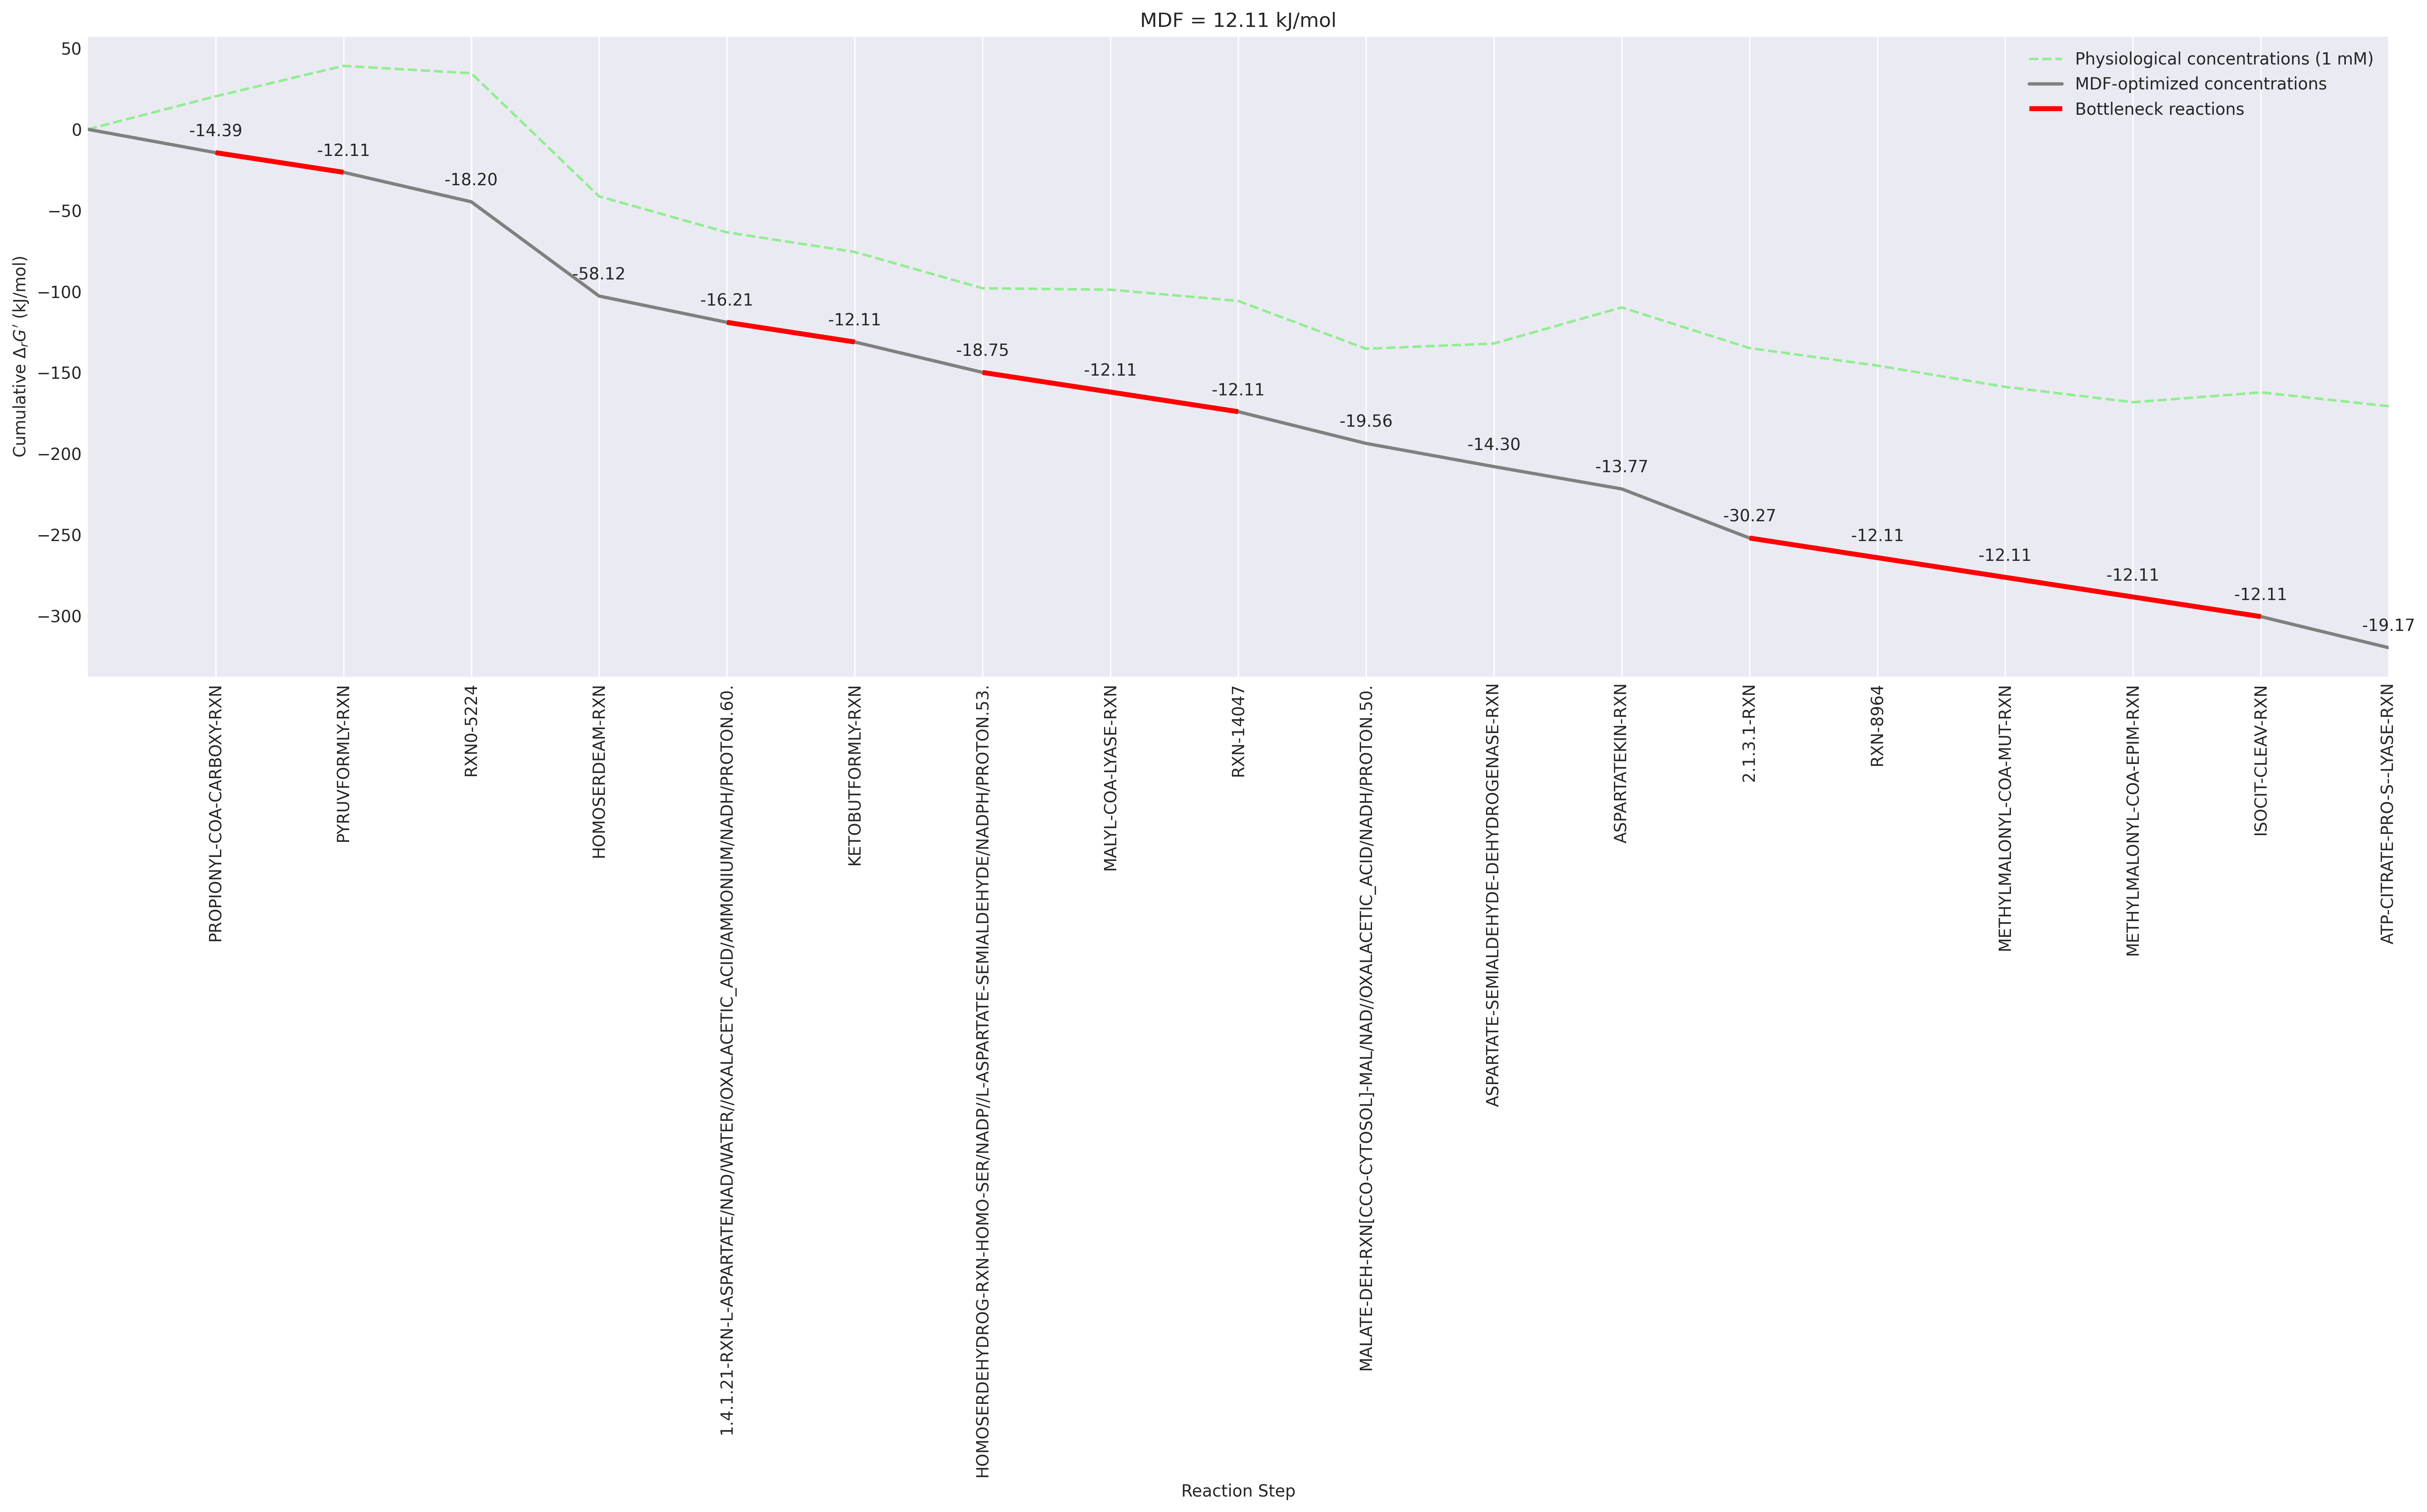 MDF = 12.11 kJ/mol
Physiological concentrations (1 mM)
MDF-optimized concentrations
Bottleneck reactions
Cumulative ΔrG′ (kJ/mol)
50
0
−50
−100
−150
−200
−250
−300
-14.39
-12.11
-18.20
-58.12
-16.21
-12.11
-18.75
-12.11
-12.11
-19.56
-14.30
-13.77
-30.27
-12.11
-12.11
-12.11
-12.11
-19.17
PROPIONYL-COA-CARBOXY-RXN
PYRUVFORMLY-RXN
RXN0-5224
HOMOSERDEAM-RXN
1.4.1.21-RXN-L-ASPARTATE/NAD/WATER//OXALACETIC_ACID/AMMONIUM/NADH/PROTON.60.
KETOBUTFORMLY-RXN
HOMOSERDEHYDROG-RXN-HOMO-SER/NADP//L-ASPARTATE-SEMIALDEHYDE/NADPH/PROTON.53.
MALYL-COA-LYASE-RXN
RXN-14047
MALATE-DEH-RXN[CCO-CYTOSOL]-MAL/NAD//OXALACETIC_ACID/NADH/PROTON.50.
ASPARTATE-SEMIALDEHYDE-DEHYDROGENASE-RXN
ASPARTATEKIN-RXN
2.1.3.1-RXN
RXN-8964
METHYLMALONYL-COA-MUT-RXN
METHYLMALONYL-COA-EPIM-RXN
ISOCIT-CLEAV-RXN
ATP-CITRATE-PRO-S--LYASE-RXN
Reaction Step